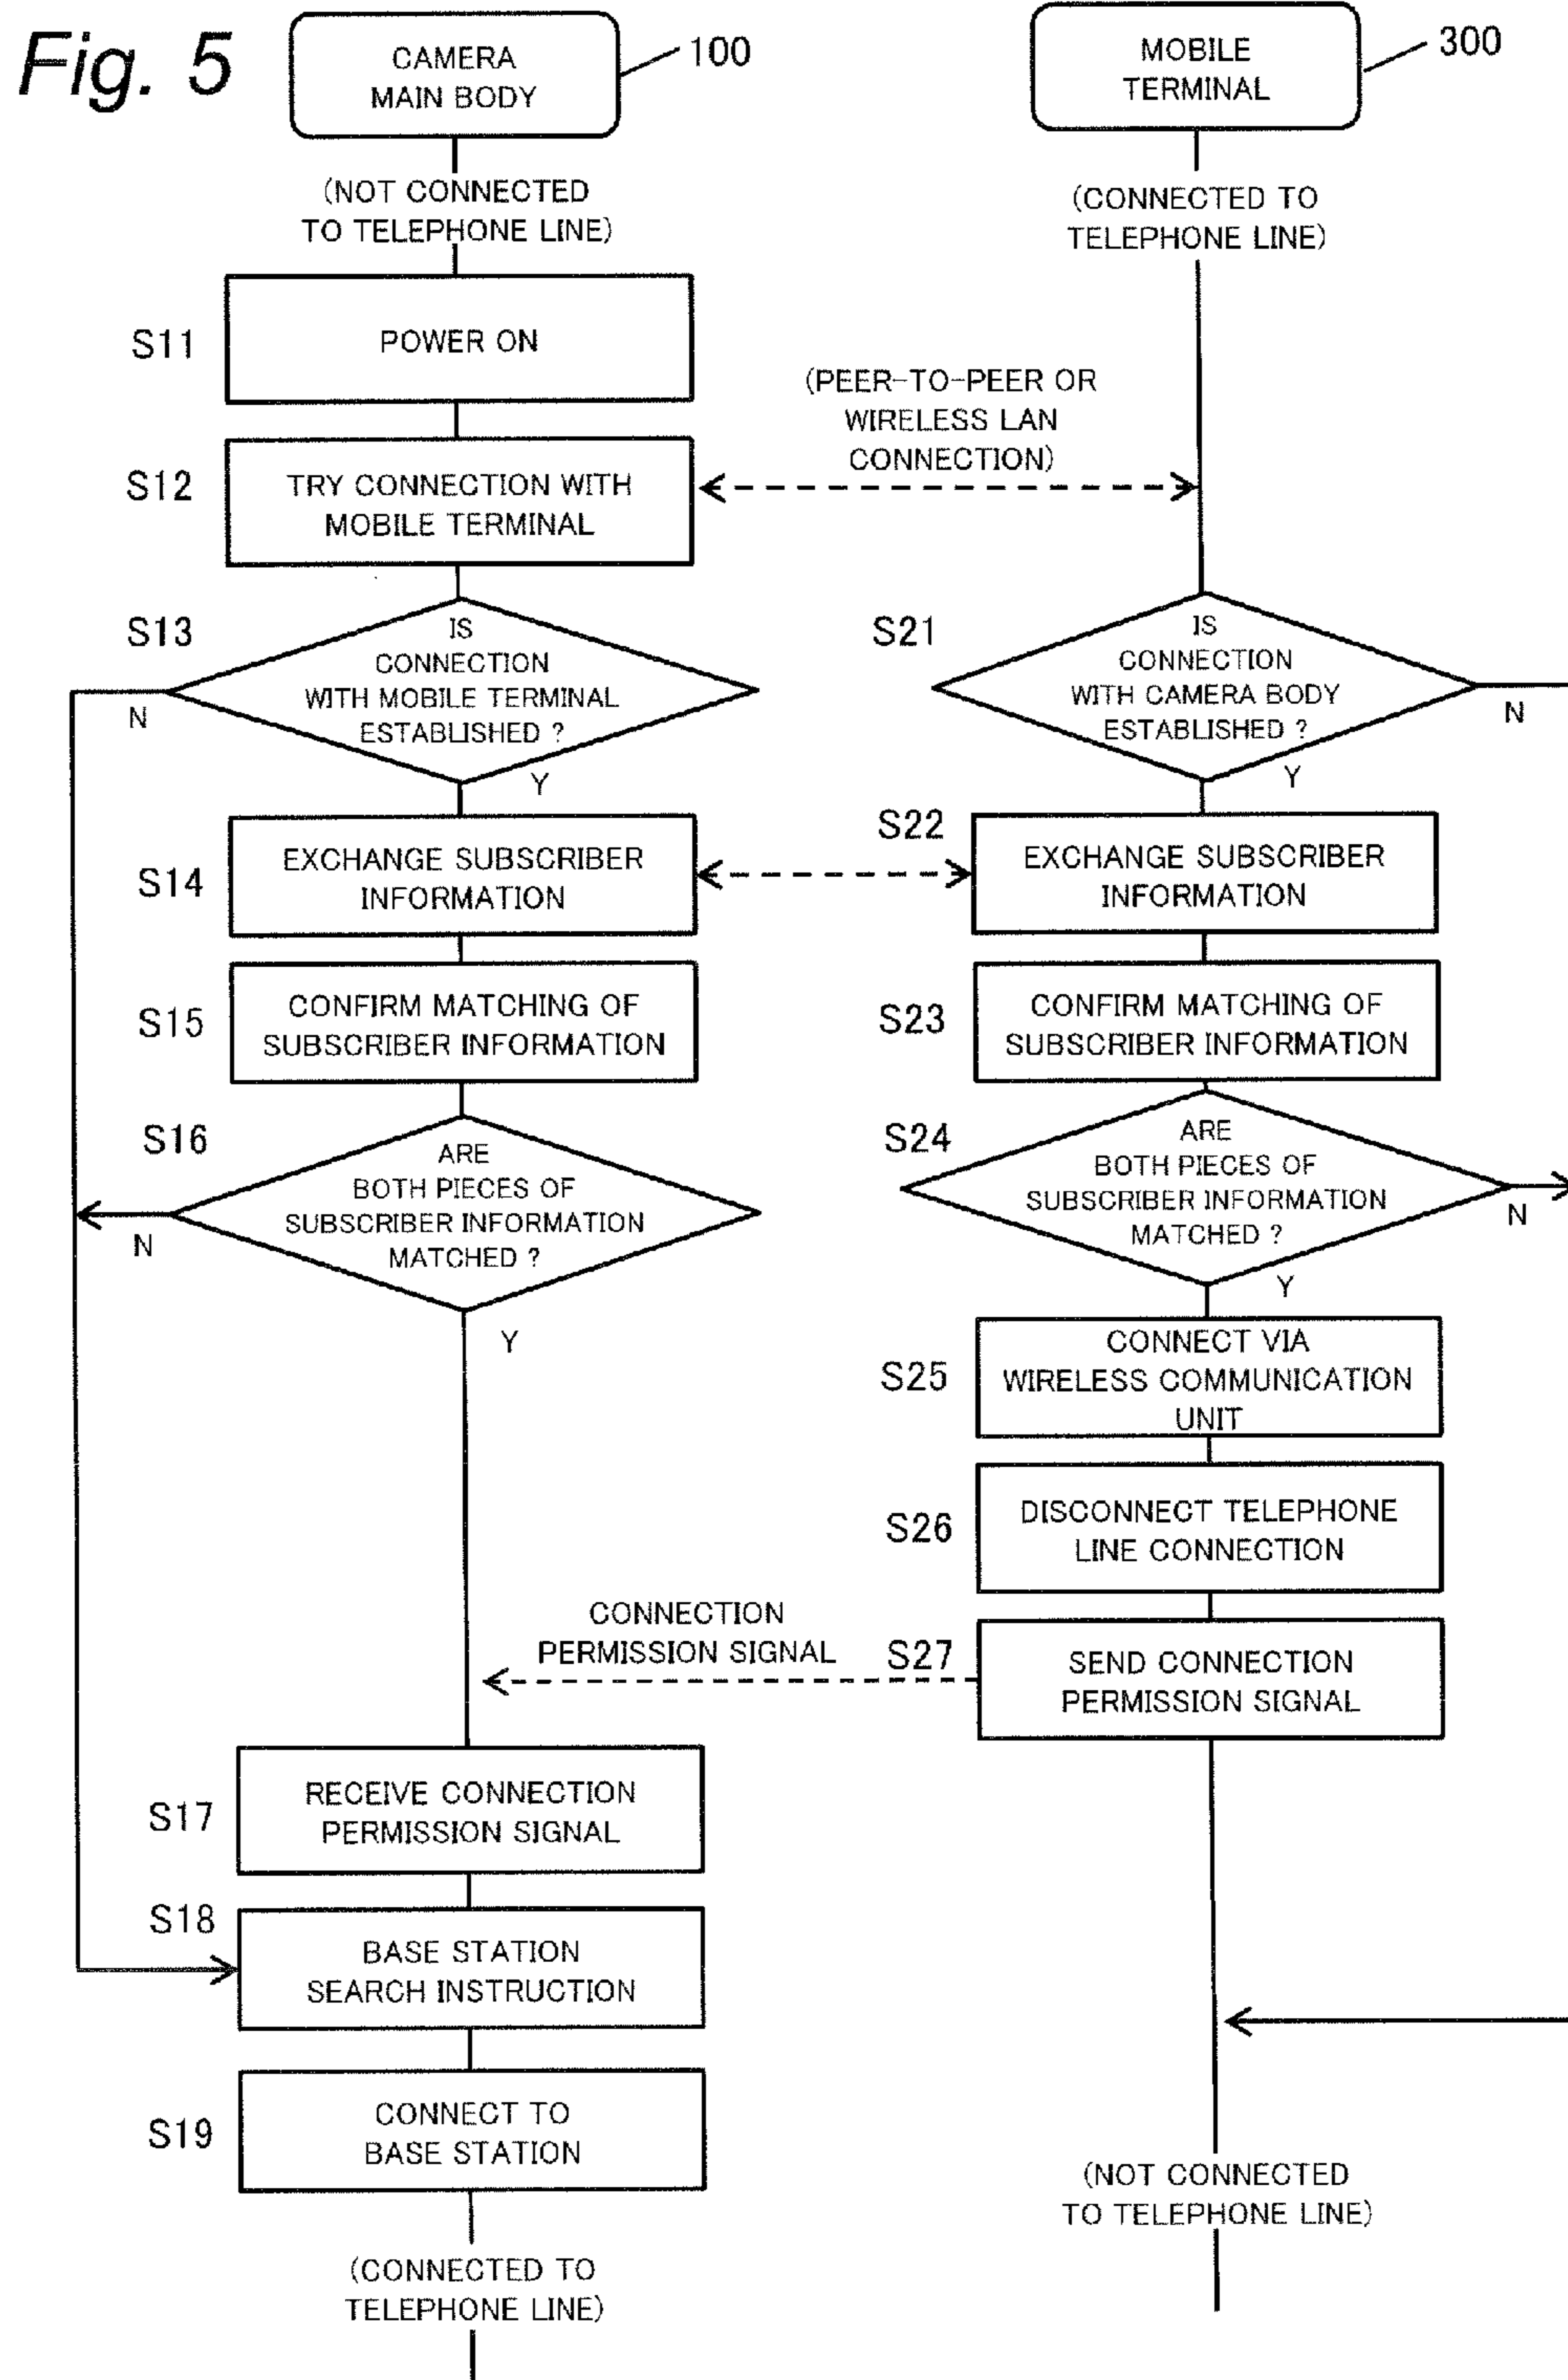 Fig. 5
CAMERA
MAIN BODY
100
MOBILE
TERMINAL
300
(NOT CONNECTED
TO TELEPHONE LINE)
(CONNECTED TO
TELEPHONE LINE)
S11
POWER ON
(PEER-TO-PEER OR
WIRELESS LAN
CONNECTION)
S12
TRY CONNECTION WITH
MOBILE TERMINAL
S13
IS
CONNECTION
WITH MOBILE TERMINAL
ESTABLISHED ?
N
Y
S21
IS
CONNECTION
WITH CAMERA BODY
ESTABLISHED ?
N
Y
S14
EXCHANGE SUBSCRIBER
INFORMATION
S22
EXCHANGE SUBSCRIBER
INFORMATION
S15
CONFIRM MATCHING OF
SUBSCRIBER INFORMATION
S23
CONFIRM MATCHING OF
SUBSCRIBER INFORMATION
S16
ARE
BOTH PIECES OF
SUBSCRIBER INFORMATION
MATCHED ?
N
Y
S24
ARE
BOTH PIECES OF
SUBSCRIBER INFORMATION
MATCHED ?
N
Y
S25
CONNECT VIA
WIRELESS COMMUNICATION
UNIT
S26
DISCONNECT TELEPHONE
LINE CONNECTION
CONNECTION
PERMISSION SIGNAL
S27
SEND CONNECTION
PERMISSION SIGNAL
S17
RECEIVE CONNECTION
PERMISSION SIGNAL
S18
BASE STATION
SEARCH INSTRUCTION
S19
CONNECT TO
BASE STATION
(NOT CONNECTED
TO TELEPHONE LINE)
(CONNECTED TO
TELEPHONE LINE)